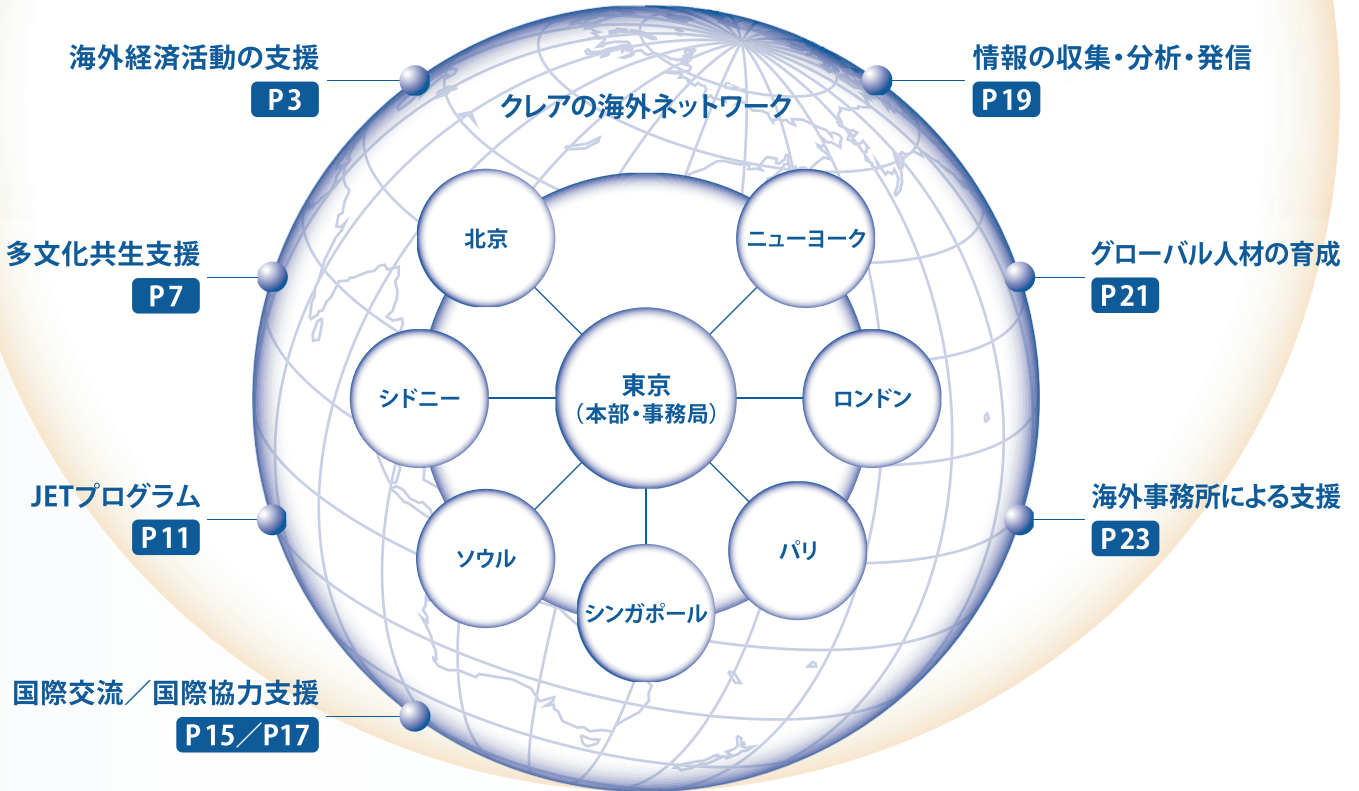 海外経済活動の支援
P3
多文化共生支援
P7
JETプログラム
P11
国際交流／国際協力支援
P15／P17
クレアの海外ネットワーク
北京
ニューヨーク
シドニー
東京
（本部・事務局）
ロンドン
ソウル
シンガポール
パリ
情報の収集・分析・発信
P19
グローバル人材の育成
P21
海外事務所による支援
P23